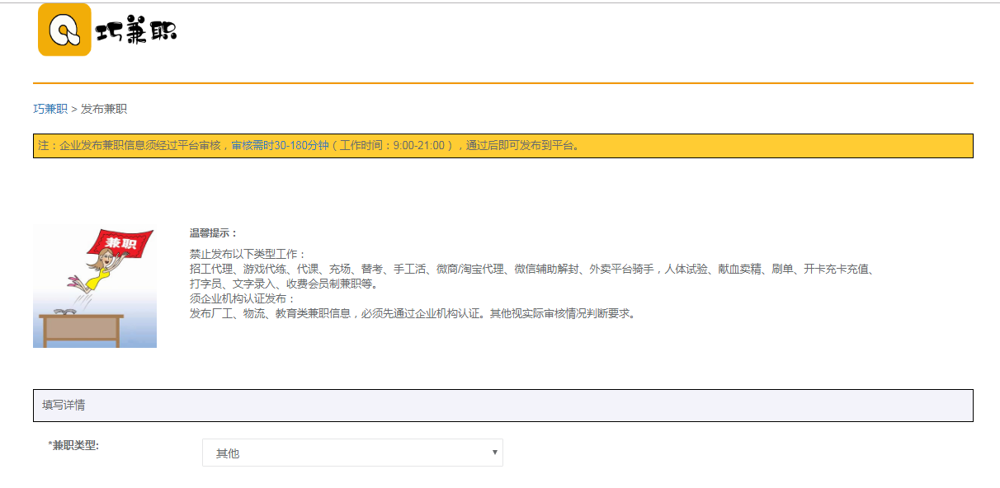 巧兼职
巧兼职 > 发布兼职
注：企业发布兼职信息须经过平台审核，审核需时30-180分钟（工作时间：9:00-21:00），通过后即可发布到平台。
兼职
温馨提示：
禁止发布以下类型工作：
招工代理、游戏代练、代课、充场、替考、手工活、微商/淘宝代理、微信辅助解封、外卖平台骑手，人体试验、献血卖精、刷单、开卡充卡充值、
打字员、文字录入、收费会员制兼职等。
须企业机构认证发布：
发布厂工、物流、教育类兼职信息，必须先通过企业机构认证。其他视实际审核情况判断要求。
填写详情
*兼职类型:
其他